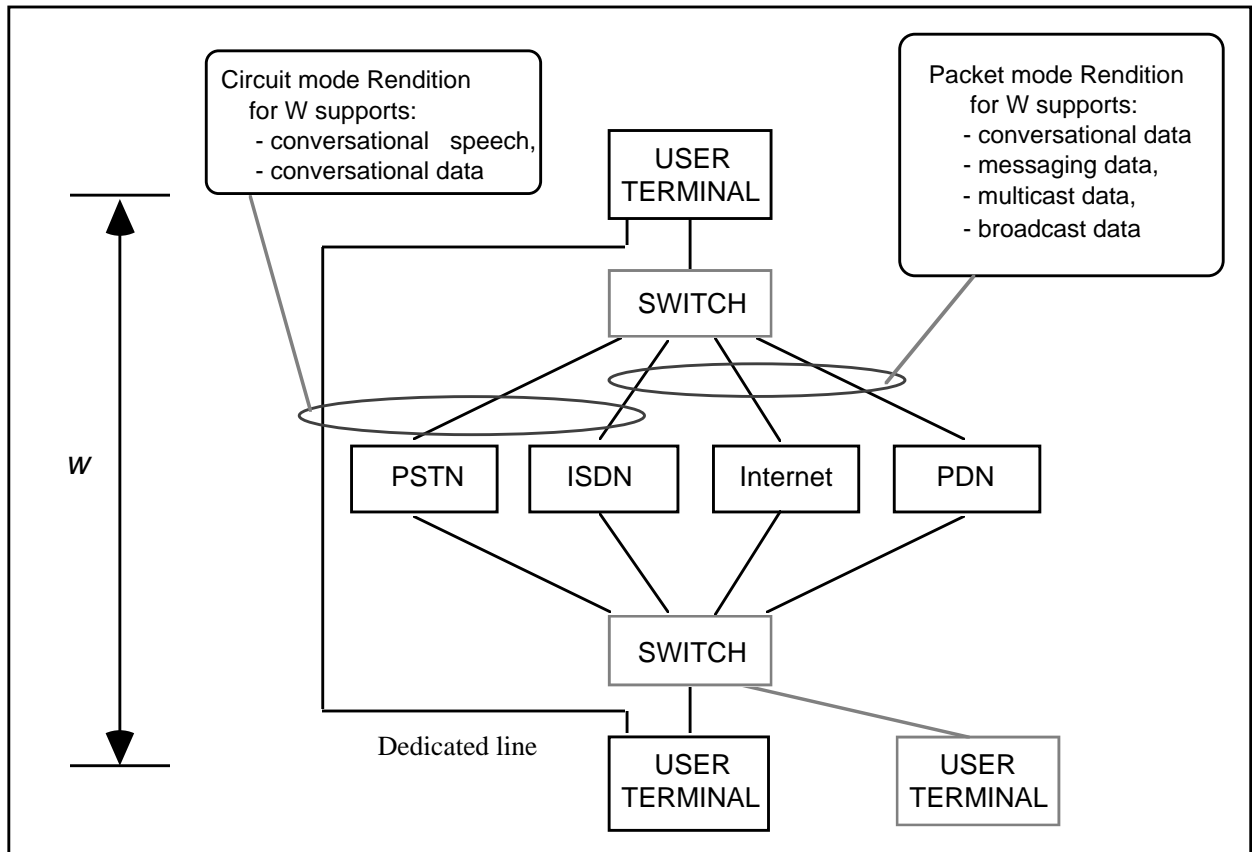 Circuit mode Rendition
for W supports:
- conversational speech,
- conversational data
Packet mode Rendition
for W supports:
- conversational data
- messaging data,
- multicast data,
- broadcast data
USER
TERMINAL
SWITCH
W
PSTN
ISDN
Internet
PDN
SWITCH
Dedicated line
USER
TERMINAL
USER
TERMINAL